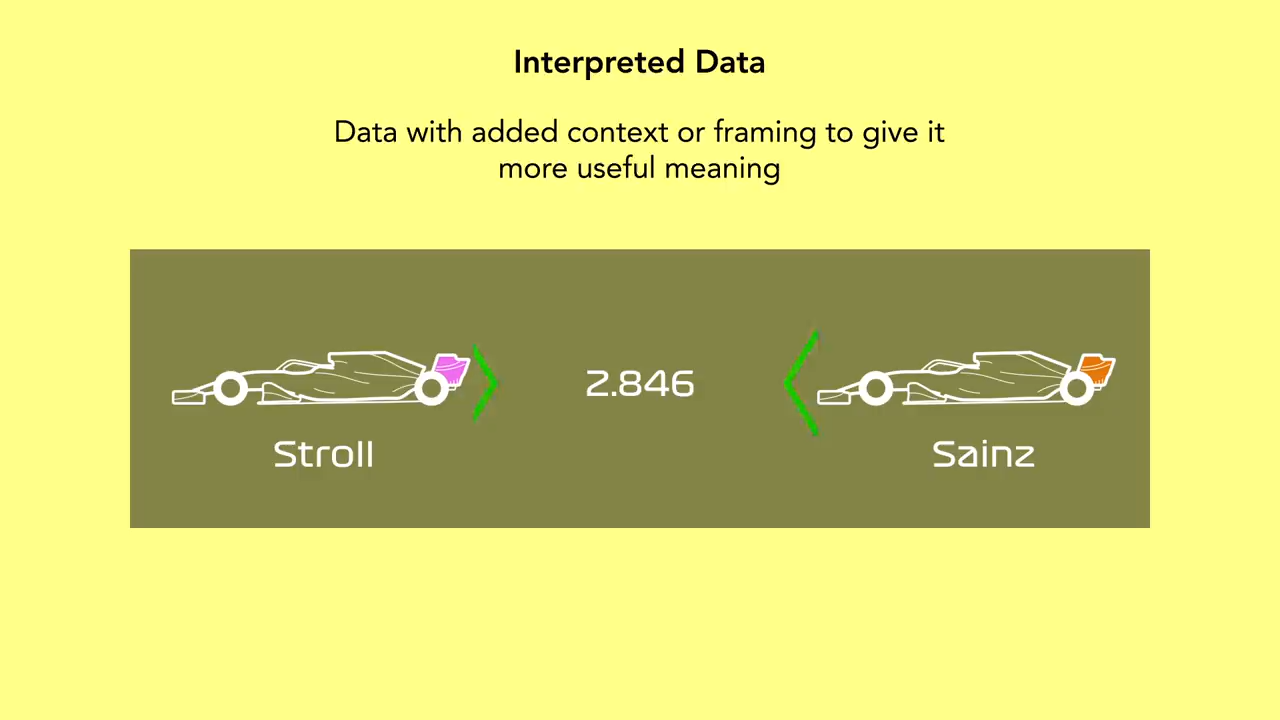 Interpreted Data
Data with added context or framing to give it
more useful meaning
2.846
Stroll
Sainz